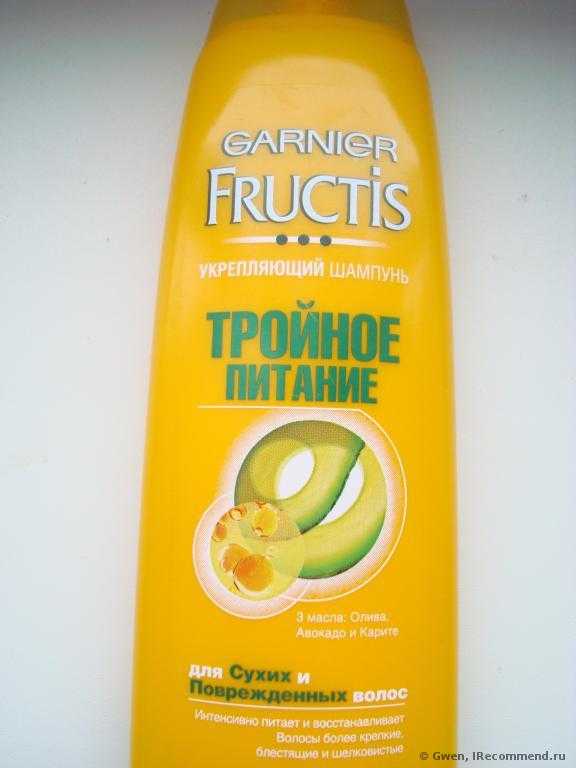 GARNIER
FRUCTIS
УКРЕПЛЯЮЩИЙ ШАМПУНЬ
ТРОЙНОЕ
ПИТАНИЕ
3 масла: Олива,
Авокадо и Карите
для Сухих и
Поврежденных волос
Интенсивно питает и восстанавливает
Волосы более крепкие,
блестящие и шелковистые
© Gwen, IRecommend.ru